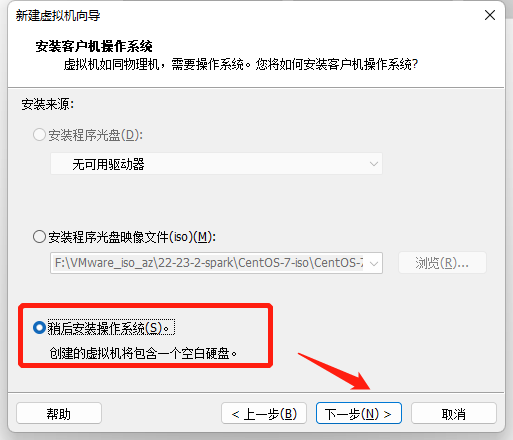 新建虚拟机向导
安装客户机操作系统
虚拟机如同物理机，需要操作系统。您将如何安装客户机操作系统?
安装来源:
安装程序光盘(D):
无可用驱动器
安装程序光盘映像文件(iso)(M):
F:\VMware_iso_az\22-23-2-spark\CentOS-7-iso\CentOS-7
浏览(R)...
稍后安装操作系统(S)。
创建的虚拟机将包含一个空白硬盘。
帮助
< 上一步(B)
下一步(N) >
取消